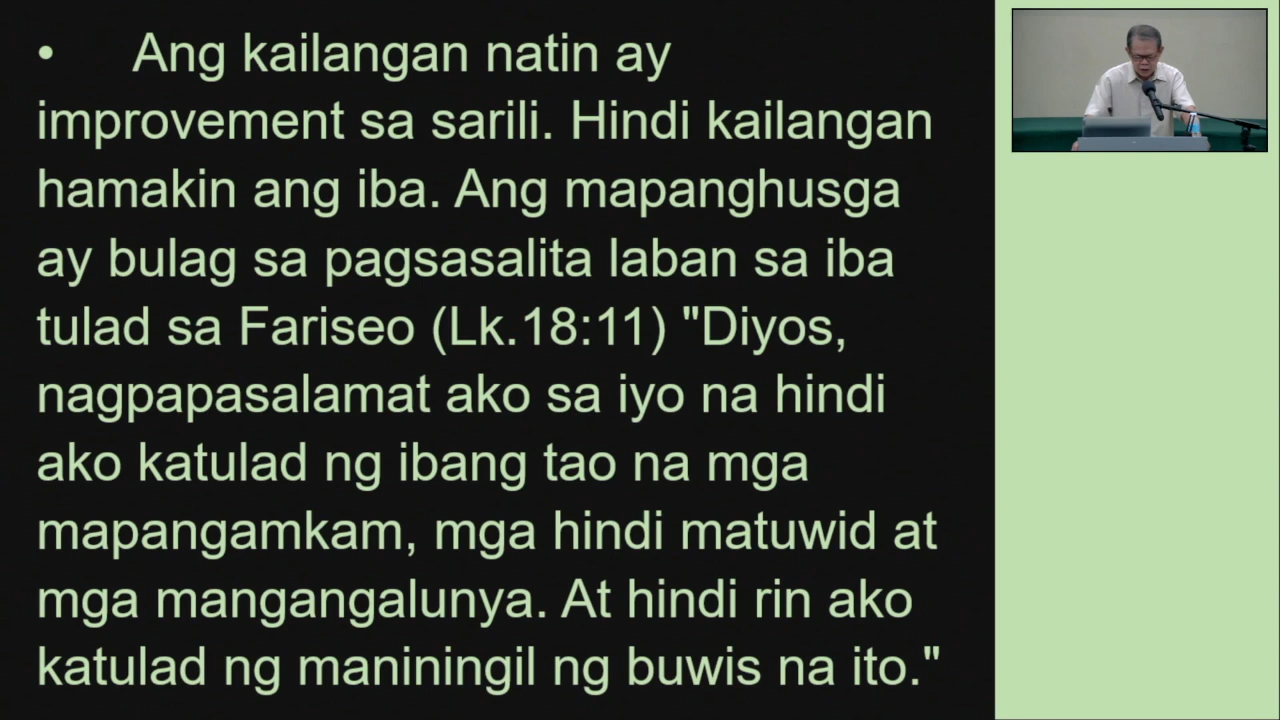 • Ang kailangan natin ay
improvement sa sarili. Hindi kailangan
hamakin ang iba. Ang mapanghusga
ay bulag sa pagsasalita laban sa iba
tulad sa Fariseo (Lk.18:11) "Diyos,
nagpapasalamat ako sa iyo na hindi
ako katulad ng ibang tao na mga
mapangamkam, mga hindi matuwid at
mga mangangalunya. At hindi rin ako
katulad ng maniningil ng buwis na ito."